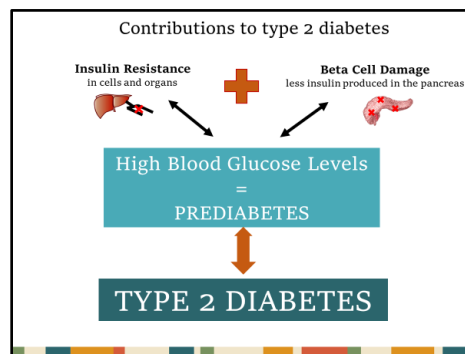 Contributions to type 2 diabetes
Insulin Resistance
in cells and organs
Beta Cell Damage
less insulin produced in the pancreas
High Blood Glucose Levels
=
PREDIABETES
TYPE 2 DIABETES